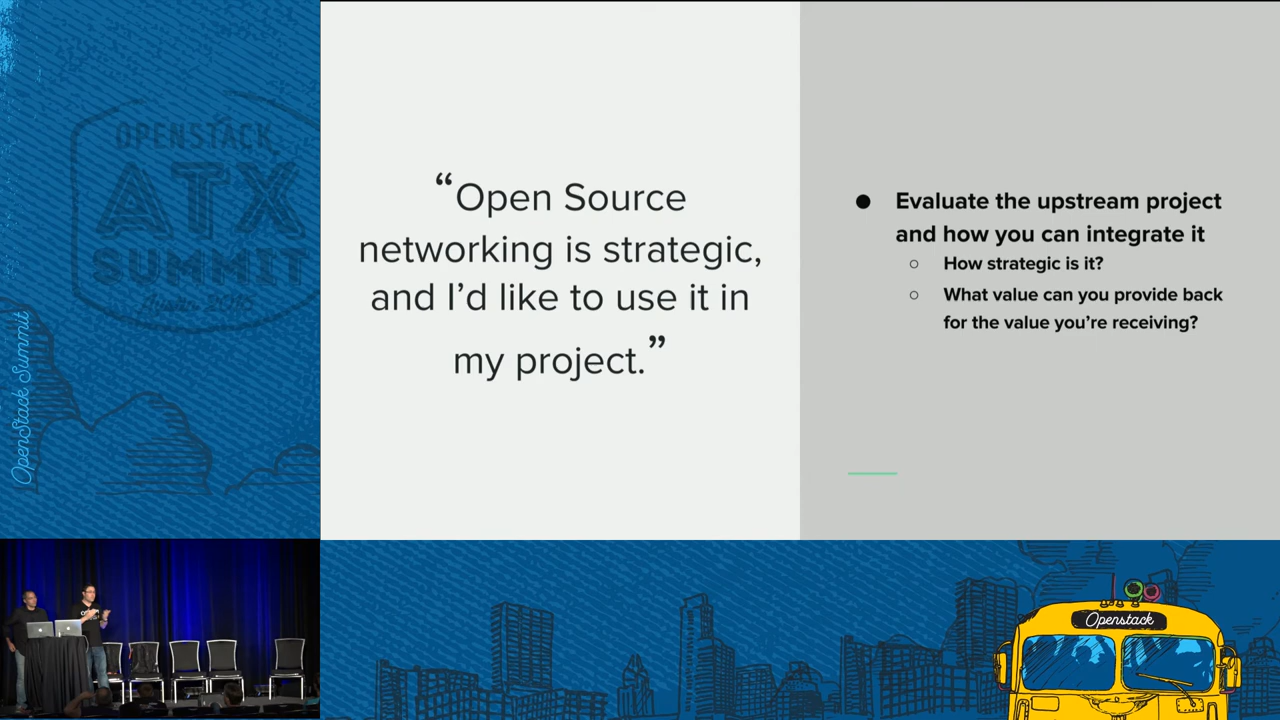 OPENSTACK
ATX
SUMMIT
Austin 2016
OpenStack Summit
“Open Source
networking is strategic,
and I’d like to use it in
my project.”
● Evaluate the upstream project
and how you can integrate it
○ How strategic is it?
○ What value can you provide back
for the value you’re receiving?
Openstack